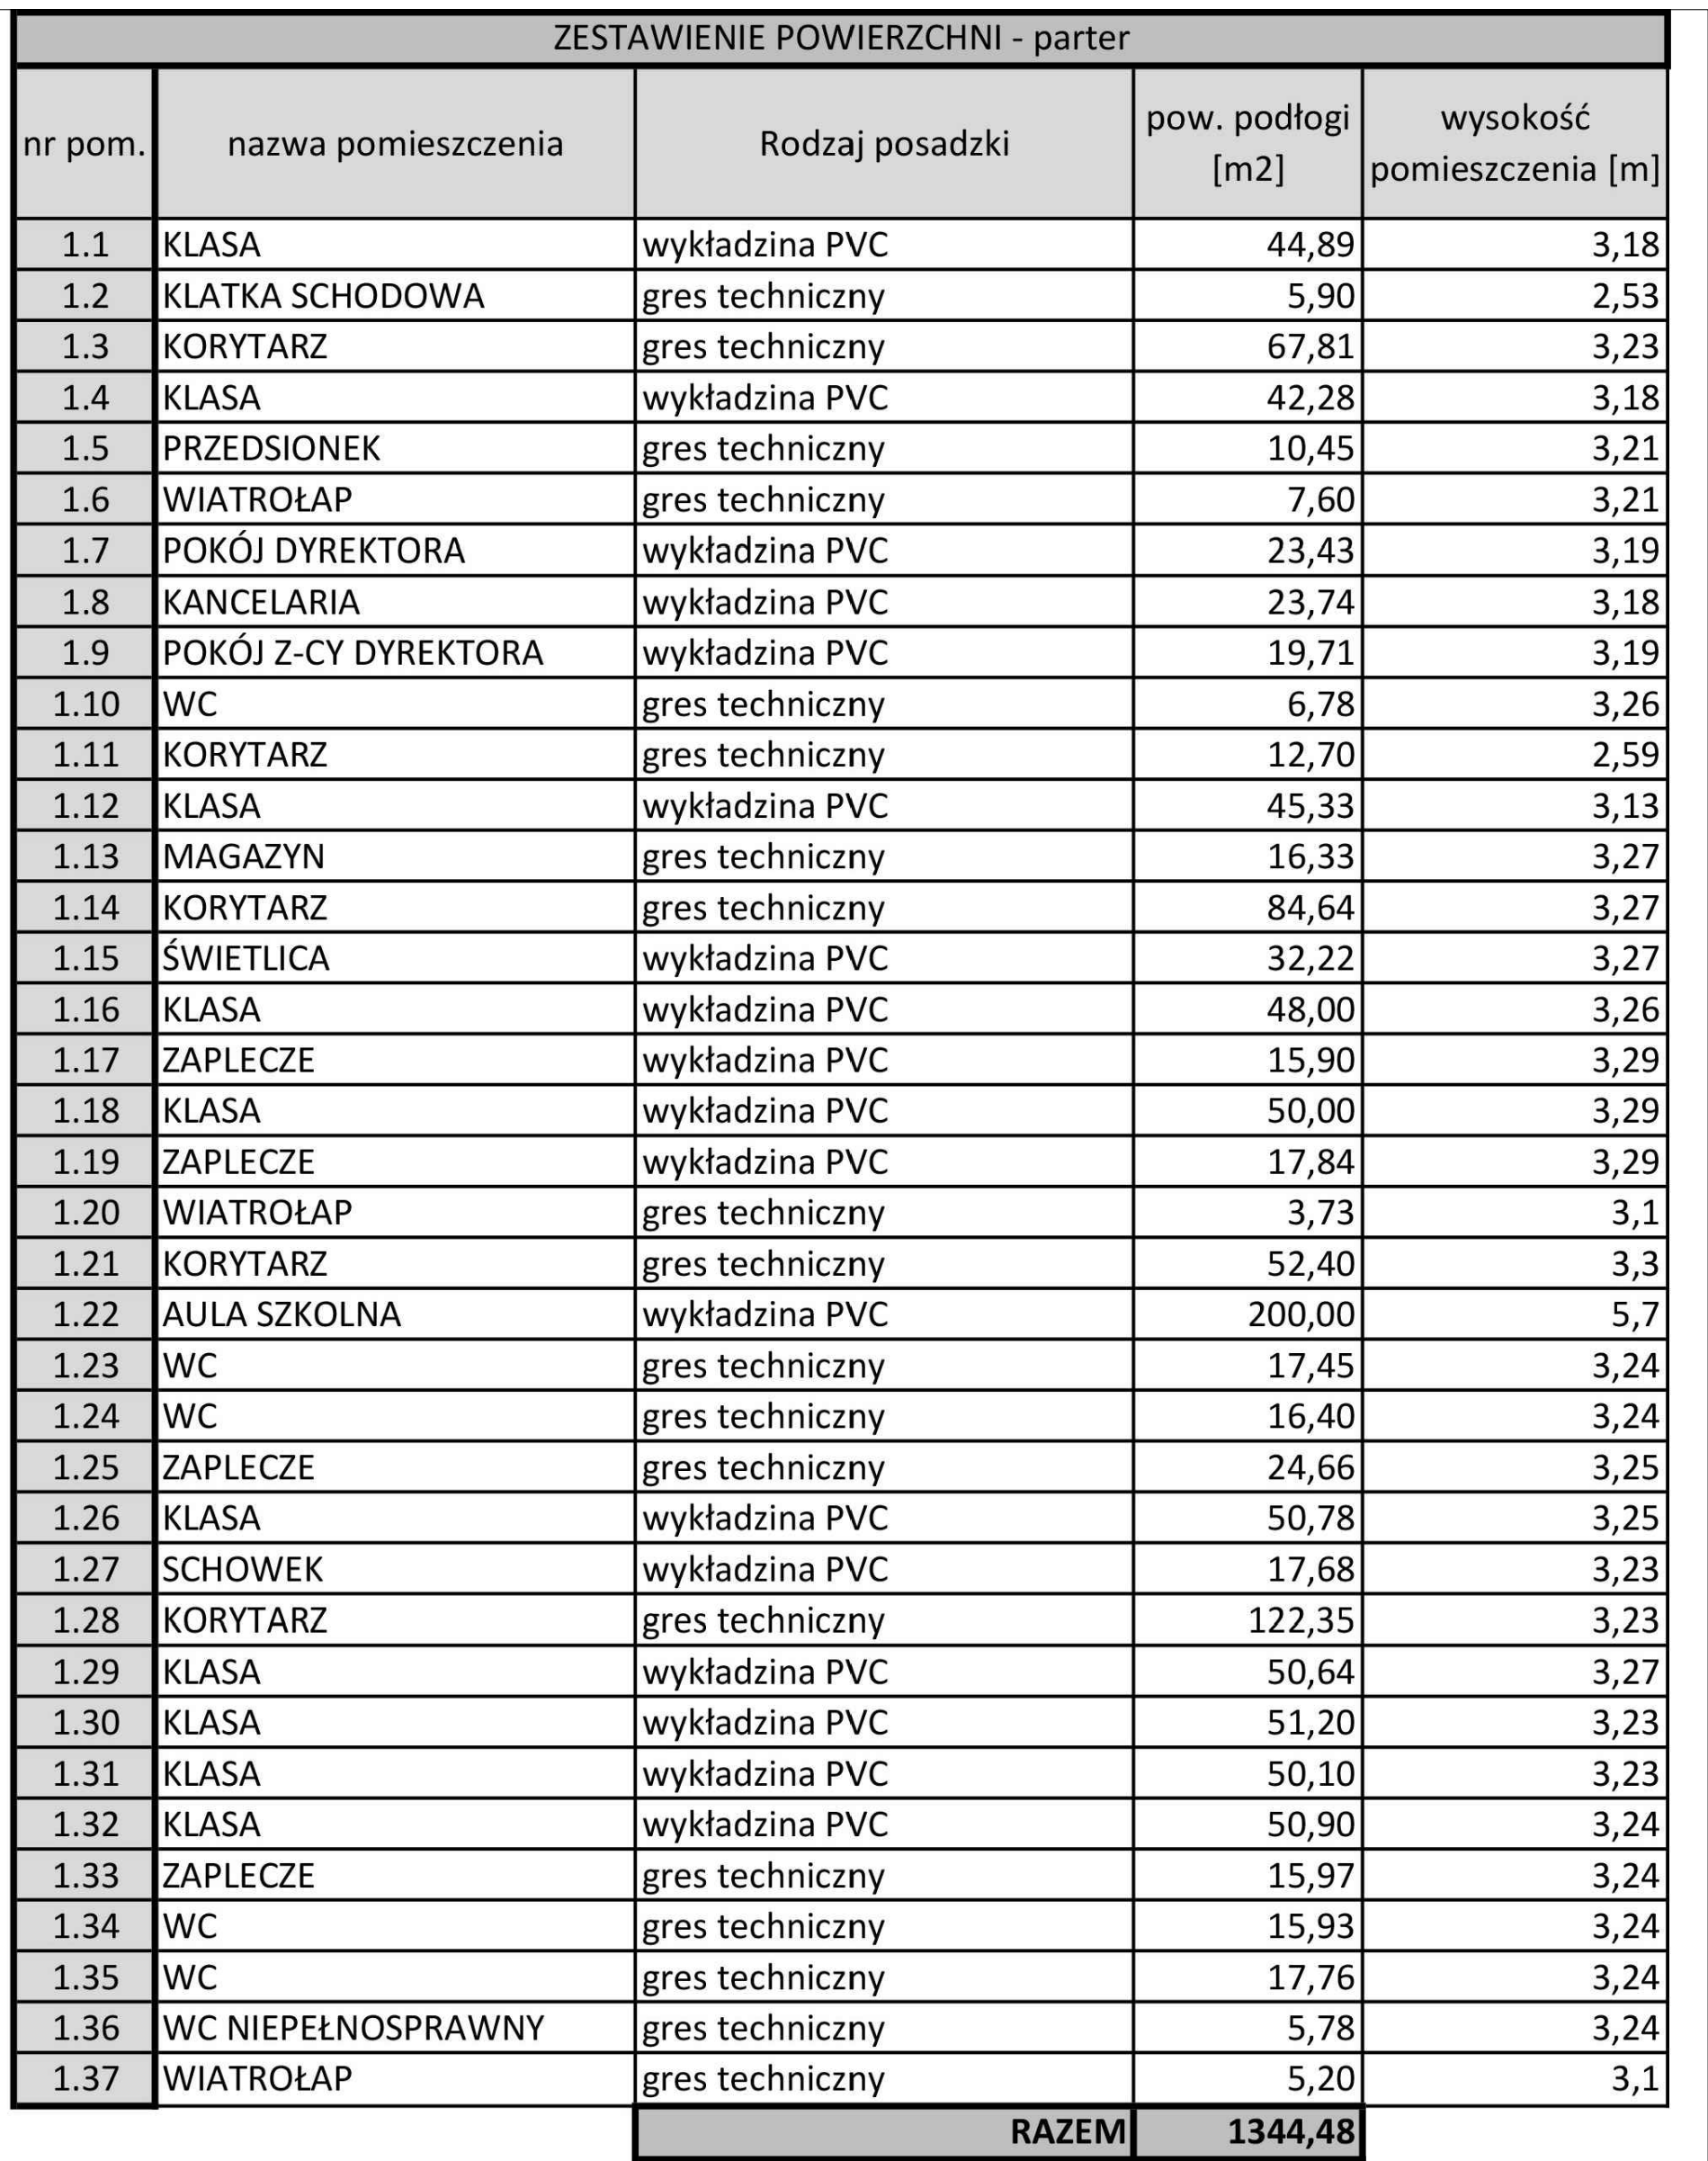 ZESTAWIENIE POWIERZCHNI - parter
nr pom. nazwa pomieszczenia Rodzaj posadzki pow. podłogi [m2] wysokość pomieszczenia [m]
1.1 KLASA wykładzina PVC 44,89 3,18
1.2 KLATKA SCHODOWA gres techniczny 5,90 2,53
1.3 KORYTARZ gres techniczny 67,81 3,23
1.4 KLASA wykładzina PVC 42,28 3,18
1.5 PRZEDSIONEK gres techniczny 10,45 3,21
1.6 WIATROŁAP gres techniczny 7,60 3,21
1.7 POKÓJ DYREKTORA wykładzina PVC 23,43 3,19
1.8 KANCELARIA wykładzina PVC 23,74 3,18
1.9 POKÓJ Z-CY DYREKTORA wykładzina PVC 19,71 3,19
1.10 WC gres techniczny 6,78 3,26
1.11 KORYTARZ gres techniczny 12,70 2,59
1.12 KLASA wykładzina PVC 45,33 3,13
1.13 MAGAZYN gres techniczny 16,33 3,27
1.14 KORYTARZ gres techniczny 84,64 3,27
1.15 ŚWIETLICA wykładzina PVC 32,22 3,27
1.16 KLASA wykładzina PVC 48,00 3,26
1.17 ZAPLECZE wykładzina PVC 15,90 3,29
1.18 KLASA wykładzina PVC 50,00 3,29
1.19 ZAPLECZE wykładzina PVC 17,84 3,29
1.20 WIATROŁAP gres techniczny 3,73 3,1
1.21 KORYTARZ gres techniczny 52,40 3,3
1.22 AULA SZKOLNA wykładzina PVC 200,00 5,7
1.23 WC gres techniczny 17,45 3,24
1.24 WC gres techniczny 16,40 3,24
1.25 ZAPLECZE gres techniczny 24,66 3,25
1.26 KLASA wykładzina PVC 50,78 3,25
1.27 SCHOWEK wykładzina PVC 17,68 3,23
1.28 KORYTARZ gres techniczny 122,35 3,23
1.29 KLASA wykładzina PVC 50,64 3,27
1.30 KLASA wykładzina PVC 51,20 3,23
1.31 KLASA wykładzina PVC 50,10 3,23
1.32 KLASA wykładzina PVC 50,90 3,24
1.33 ZAPLECZE gres techniczny 15,97 3,24
1.34 WC gres techniczny 15,93 3,24
1.35 WC gres techniczny 17,76 3,24
1.36 WC NIEPEŁNOSPRAWNY gres techniczny 5,78 3,24
1.37 WIATROŁAP gres techniczny 5,20 3,1
RAZEM 1344,48